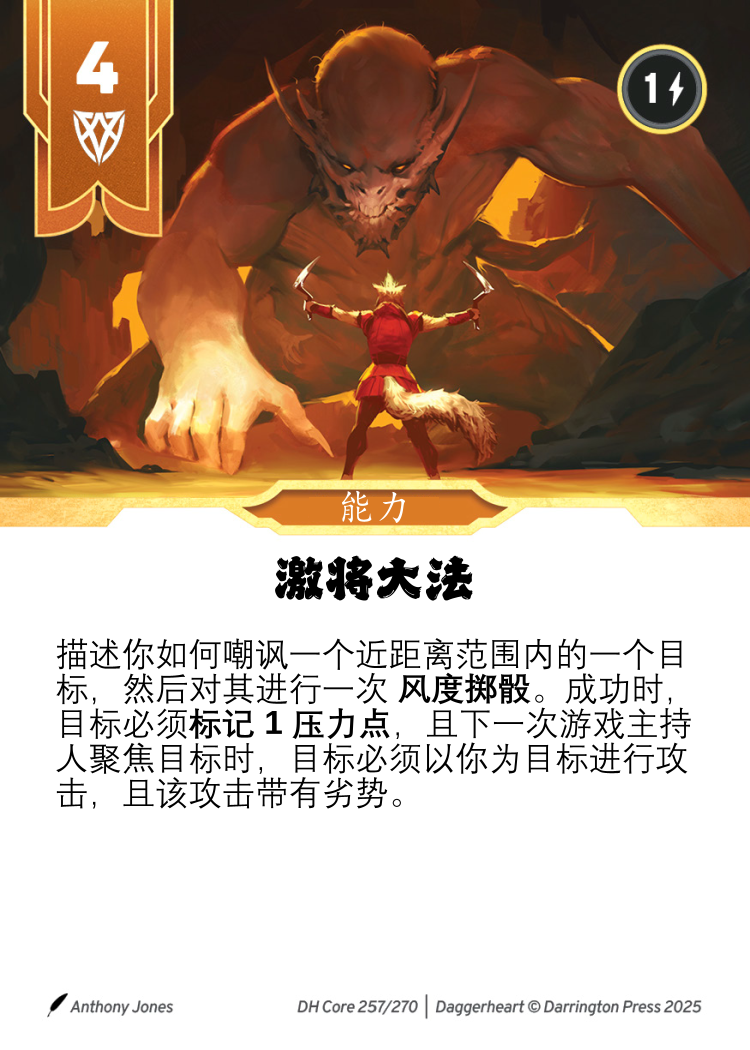 4
1
能力
激将大法
描述你如何嘲讽一个近距离范围内的一个目
标，然后对其进行一次 风度掷骰。成功时，
目标必须标记 1 压力点，且下一次游戏主持
人聚焦目标时，目标必须以你为目标进行攻
击，且该攻击带有劣势。
Anthony Jones
DH Core 257/270 | Daggerheart © Darrington Press 2025